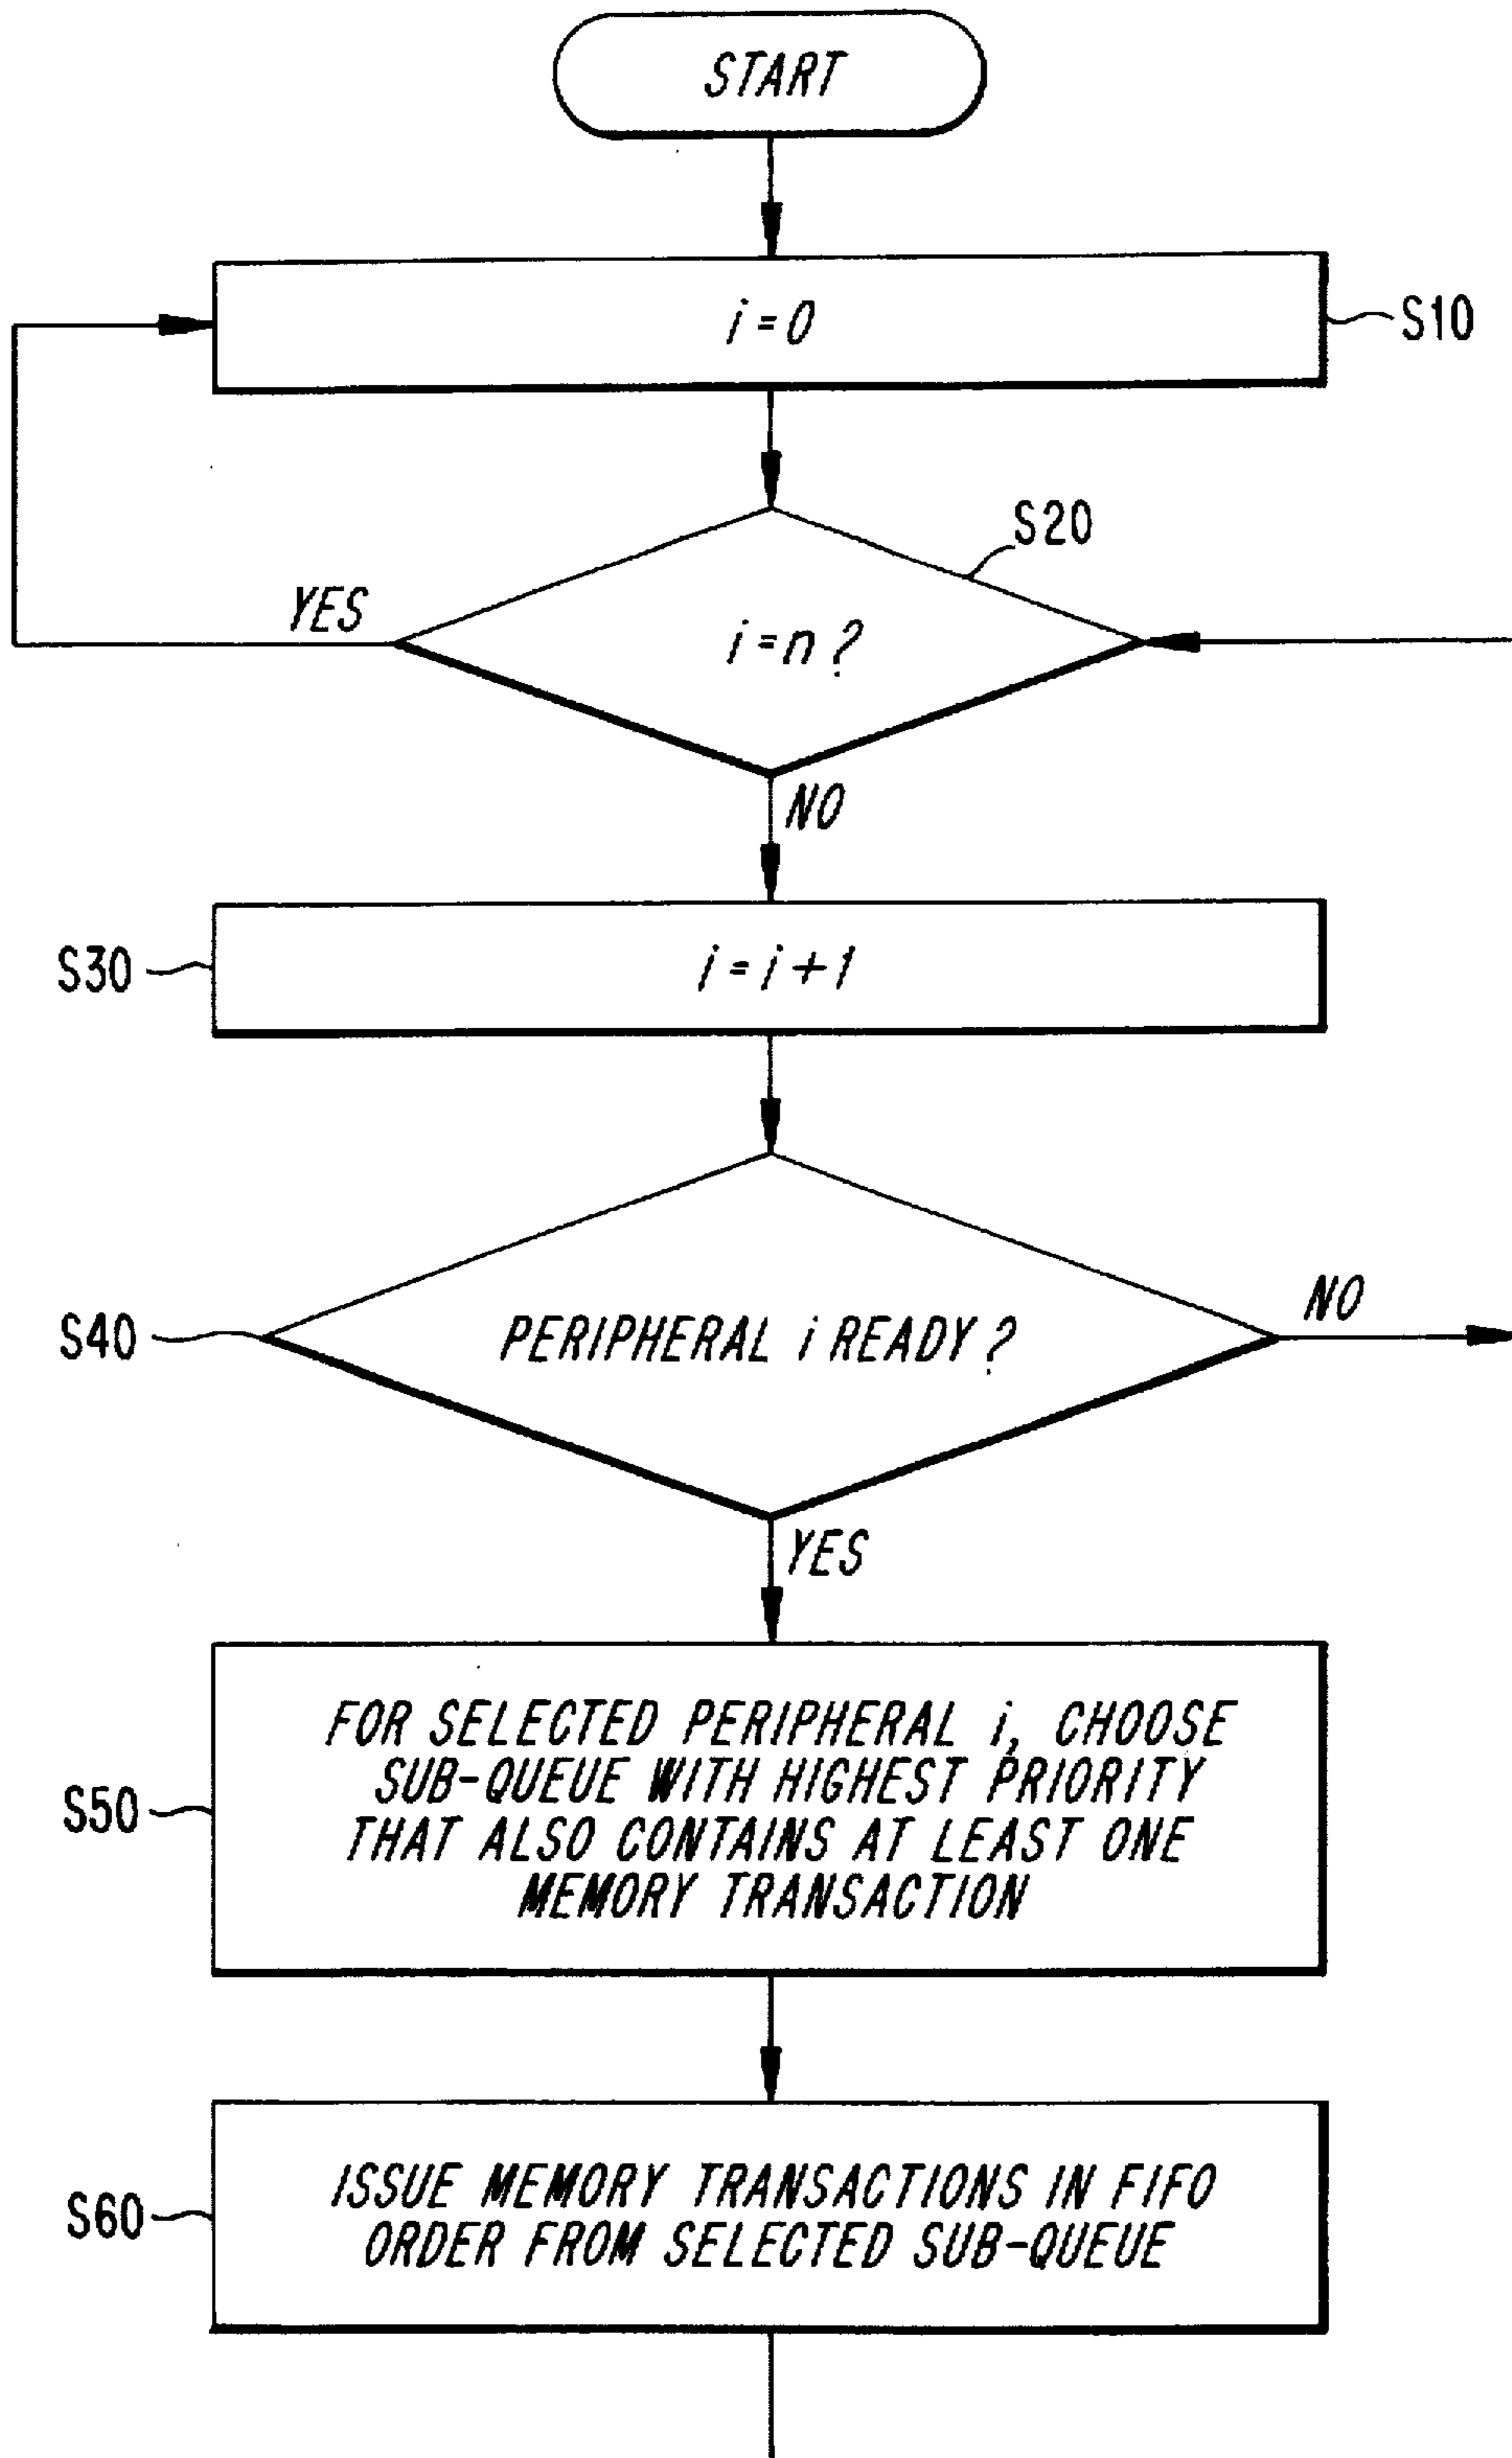 START
i=0
S10
S20
YES
i=n?
NO
S30
i=i+1
S40
PERIPHERAL i READY?
NO
YES
S50
FOR SELECTED PERIPHERAL i, CHOOSE
SUB-QUEUE WITH HIGHEST PRIORITY
THAT ALSO CONTAINS AT LEAST ONE
MEMORY TRANSACTION
S60
ISSUE MEMORY TRANSACTIONS IN FIFO
ORDER FROM SELECTED SUB-QUEUE